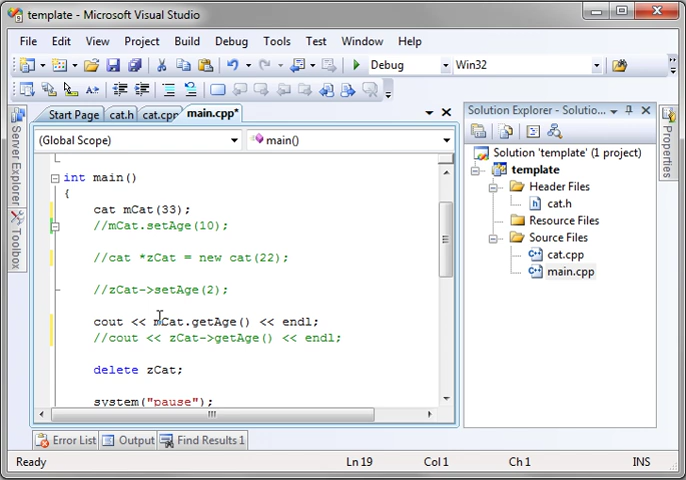 template - Microsoft Visual Studio
File Edit View Project Build Debug Tools Test Window Help
Debug Win32
Start Page cat.h cat.cpp main.cpp*
(Global Scope) main()
int main()
{
cat mCat(33);
//mCat.setAge(10);
//cat *zCat = new cat(22);
//zCat->setAge(2);
cout << mCat.getAge() << endl;
//cout << zCat->getAge() << endl;
delete zCat;
system("pause");
Server Explorer
Toolbox
Solution Explorer - Solutio...
Solution 'template' (1 project)
template
Header Files
cat.h
Resource Files
Source Files
cat.cpp
main.cpp
Properties
Error List Output Find Results 1
Ready Ln 19 Col 1 Ch 1 INS